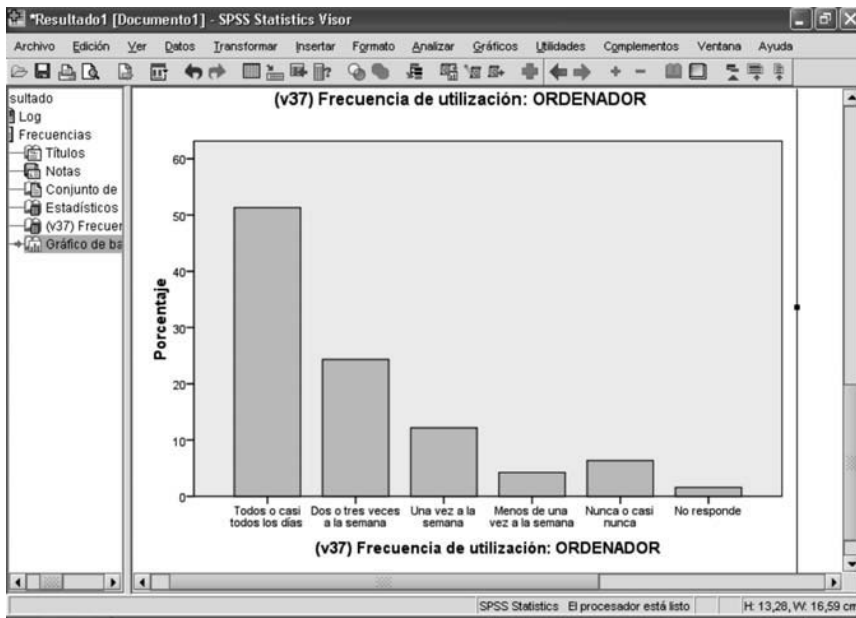 *Resultado1 [Documento1] - SPSS Statistics Visor
Archivo Edición Ver Datos Transformar Insertar Formato Analizar Gráficos Utilidades Complementos Ventana Ayuda
sultado
Log
Frecuencias
Títulos
Notas
Conjunto de
Estadísticos
(v37) Frecuer
Gráfico de ba
(v37) Frecuencia de utilización: ORDENADOR
Porcentaje
60
50
40
30
20
10
0
Todos o casi todos los días
Dos o tres veces a la semana
Una vez a la semana
Menos de una vez a la semana
Nunca o casi nunca
No responde
(v37) Frecuencia de utilización: ORDENADOR
SPSS Statistics El procesador está listo
H: 13,28, W: 16,59 cm